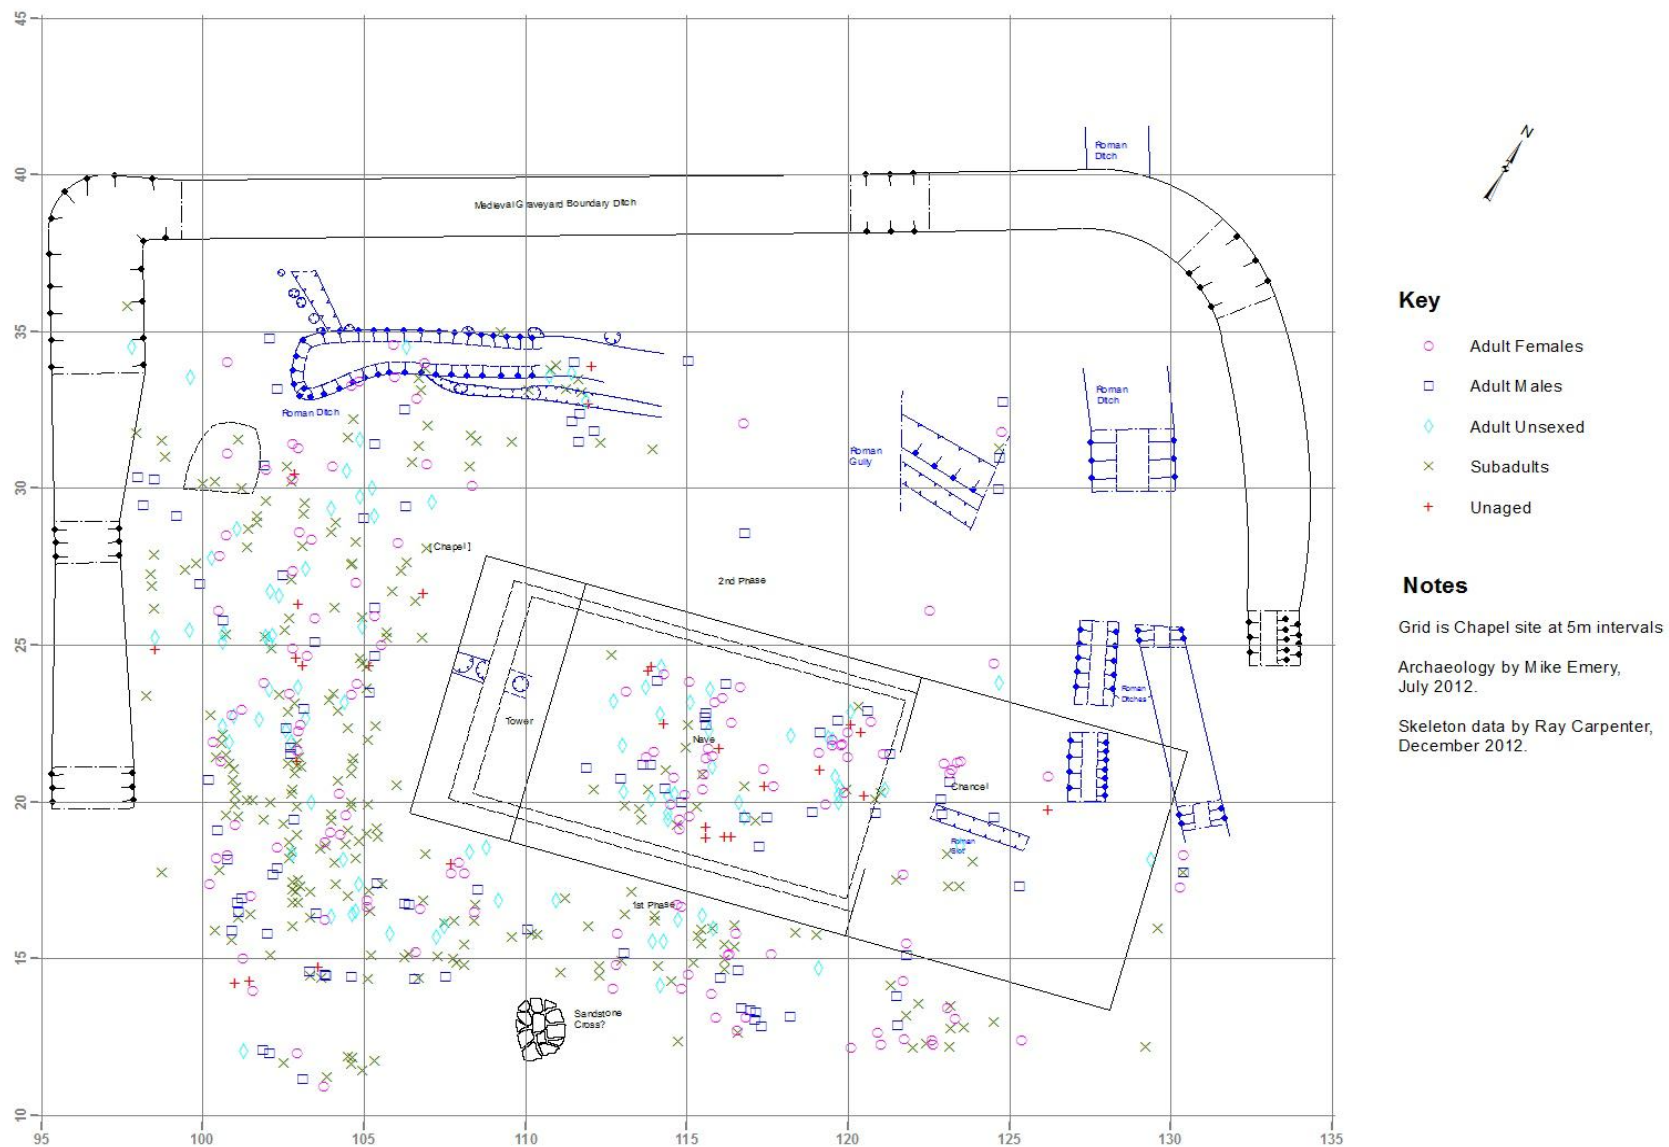 45
40
35
30
25
20
15
10
95
100
105
110
115
120
125
130
135
Roman
Ditch
Medieval Graveyard Boundary Ditch
Roman Ditch
Roman
Ditch
Roman
Gully
[Chapel]
2nd Phase
Tower
Nave
Chancel
Roman
Ditches
Roman
Slot
1st Phase
Sandstone
Cross?
N
Key
Adult Females
Adult Males
Adult Unsexed
Subadults
Unaged
Notes
Grid is Chapel site at 5m intervals
Archaeology by Mike Emery,
July 2012.
Skeleton data by Ray Carpenter,
December 2012.